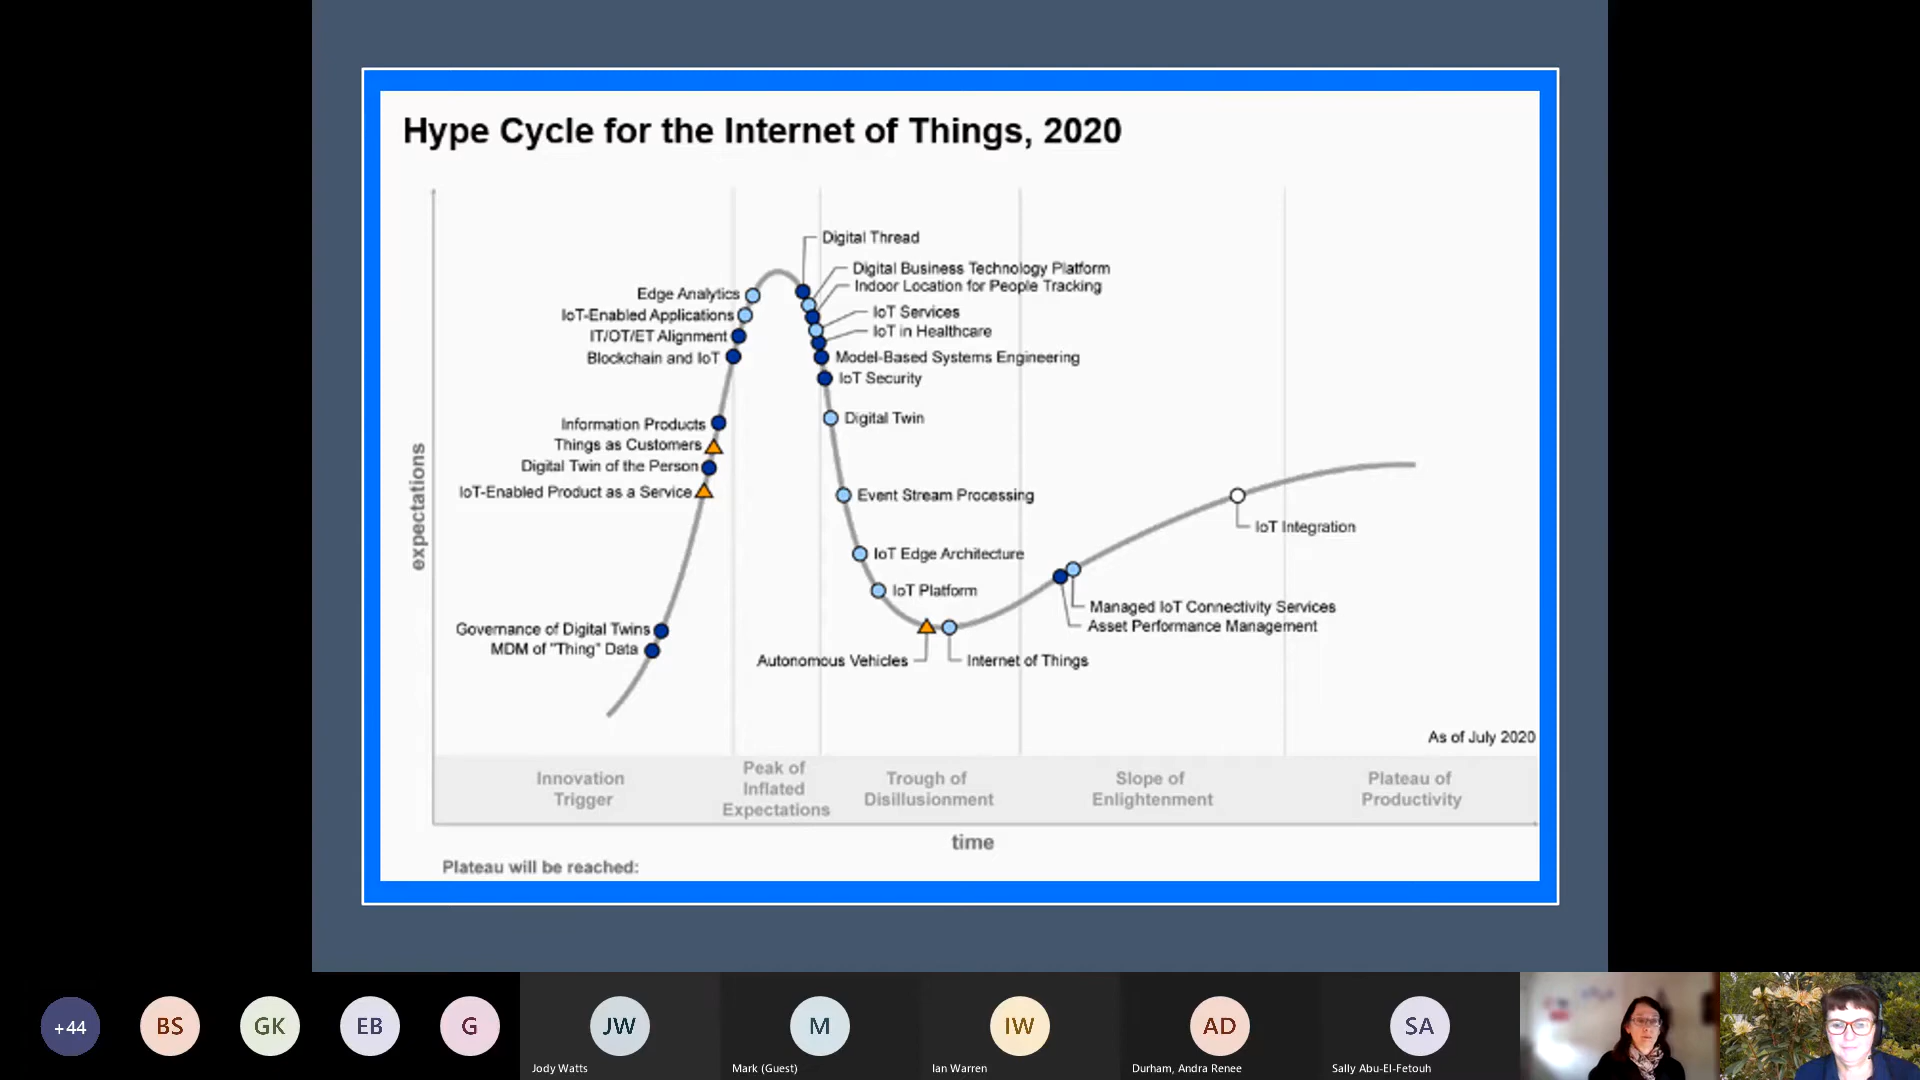 Hype Cycle for the Internet of Things, 2020
Digital Thread
Digital Business Technology Platform
Indoor Location for People Tracking
IoT Services
IoT in Healthcare
Model-Based Systems Engineering
IoT Security
Digital Twin
Event Stream Processing
IoT Edge Architecture
IoT Platform
Edge Analytics
IoT-Enabled Applications
IT/OT/ET Alignment
Blockchain and IoT
Information Products
Things as Customers
Digital Twin of the Person
IoT-Enabled Product as a Service
Governance of Digital Twins
MDM of "Thing" Data
Autonomous Vehicles
Internet of Things
IoT Integration
Managed IoT Connectivity Services
Asset Performance Management
expectations
As of July 2020
Innovation
Trigger
Peak of
Inflated
Expectations
Trough of
Disillusionment
Slope of
Enlightenment
Plateau of
Productivity
time
Plateau will be reached:
+44
BS
GK
EB
G
JW
Jody Watts
M
Mark (Guest)
IW
Ian Warren
AD
Durham, Andra Renee
SA
Sally Abu-El-Fetouh